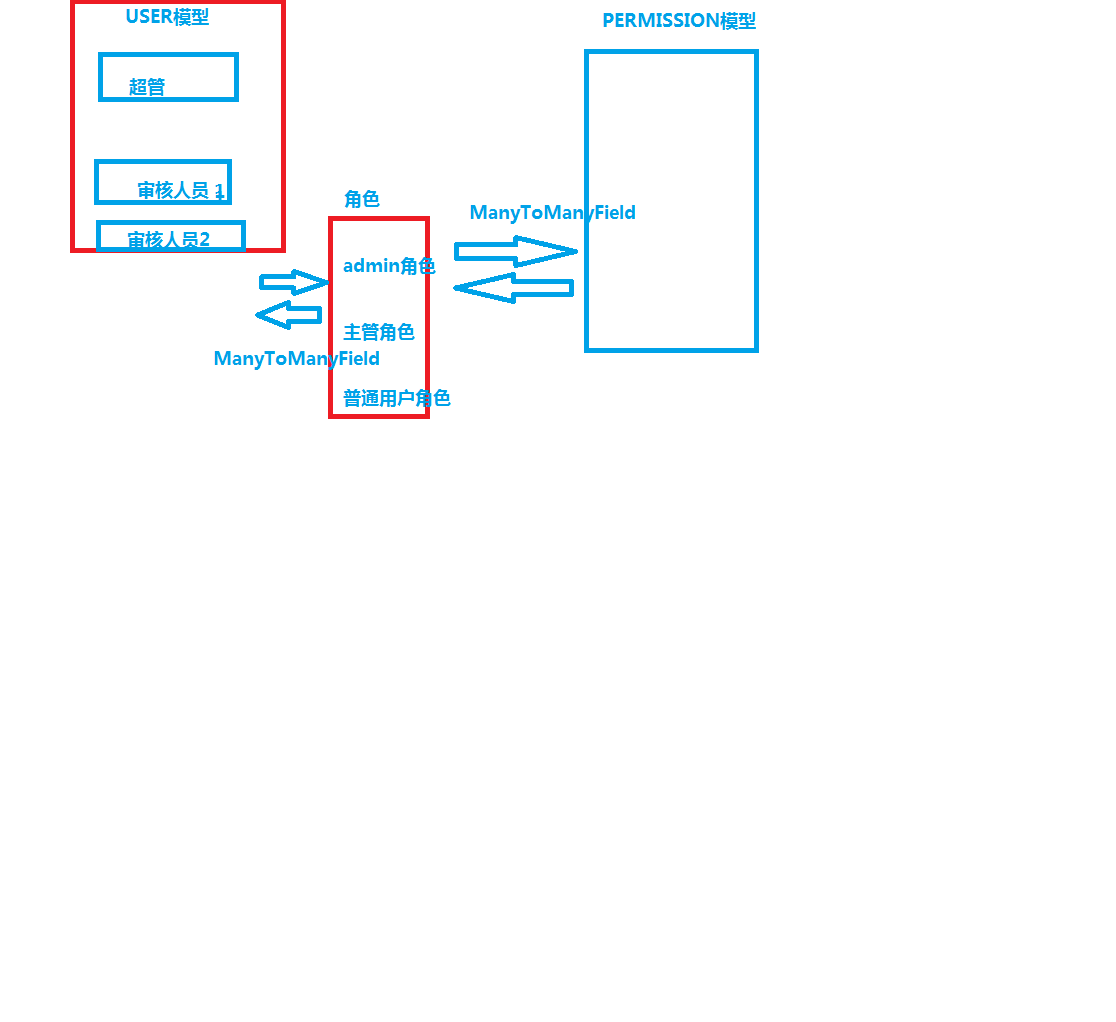 USER模型
超管
审核人员 1
审核人员2
角色
admin角色
主管角色
普通用户角色
ManyToManyField
ManyToManyField
PERMISSION模型